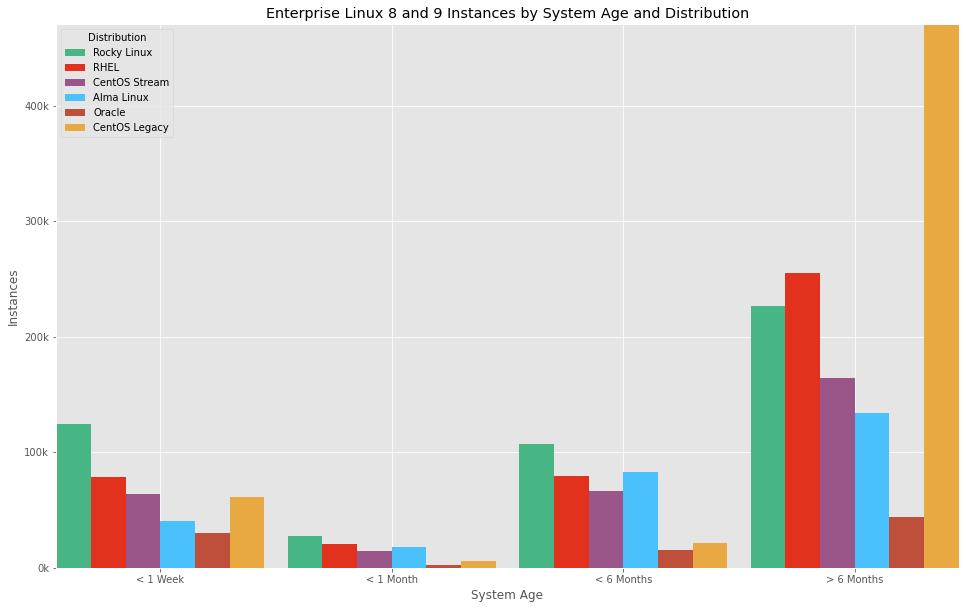 Enterprise Linux 8 and 9 Instances by System Age and Distribution
Distribution
Rocky Linux
RHEL
CentOS Stream
Alma Linux
Oracle
CentOS Legacy
400k
300k
200k
100k
0k
Instances
< 1 Week
< 1 Month
< 6 Months
> 6 Months
System Age